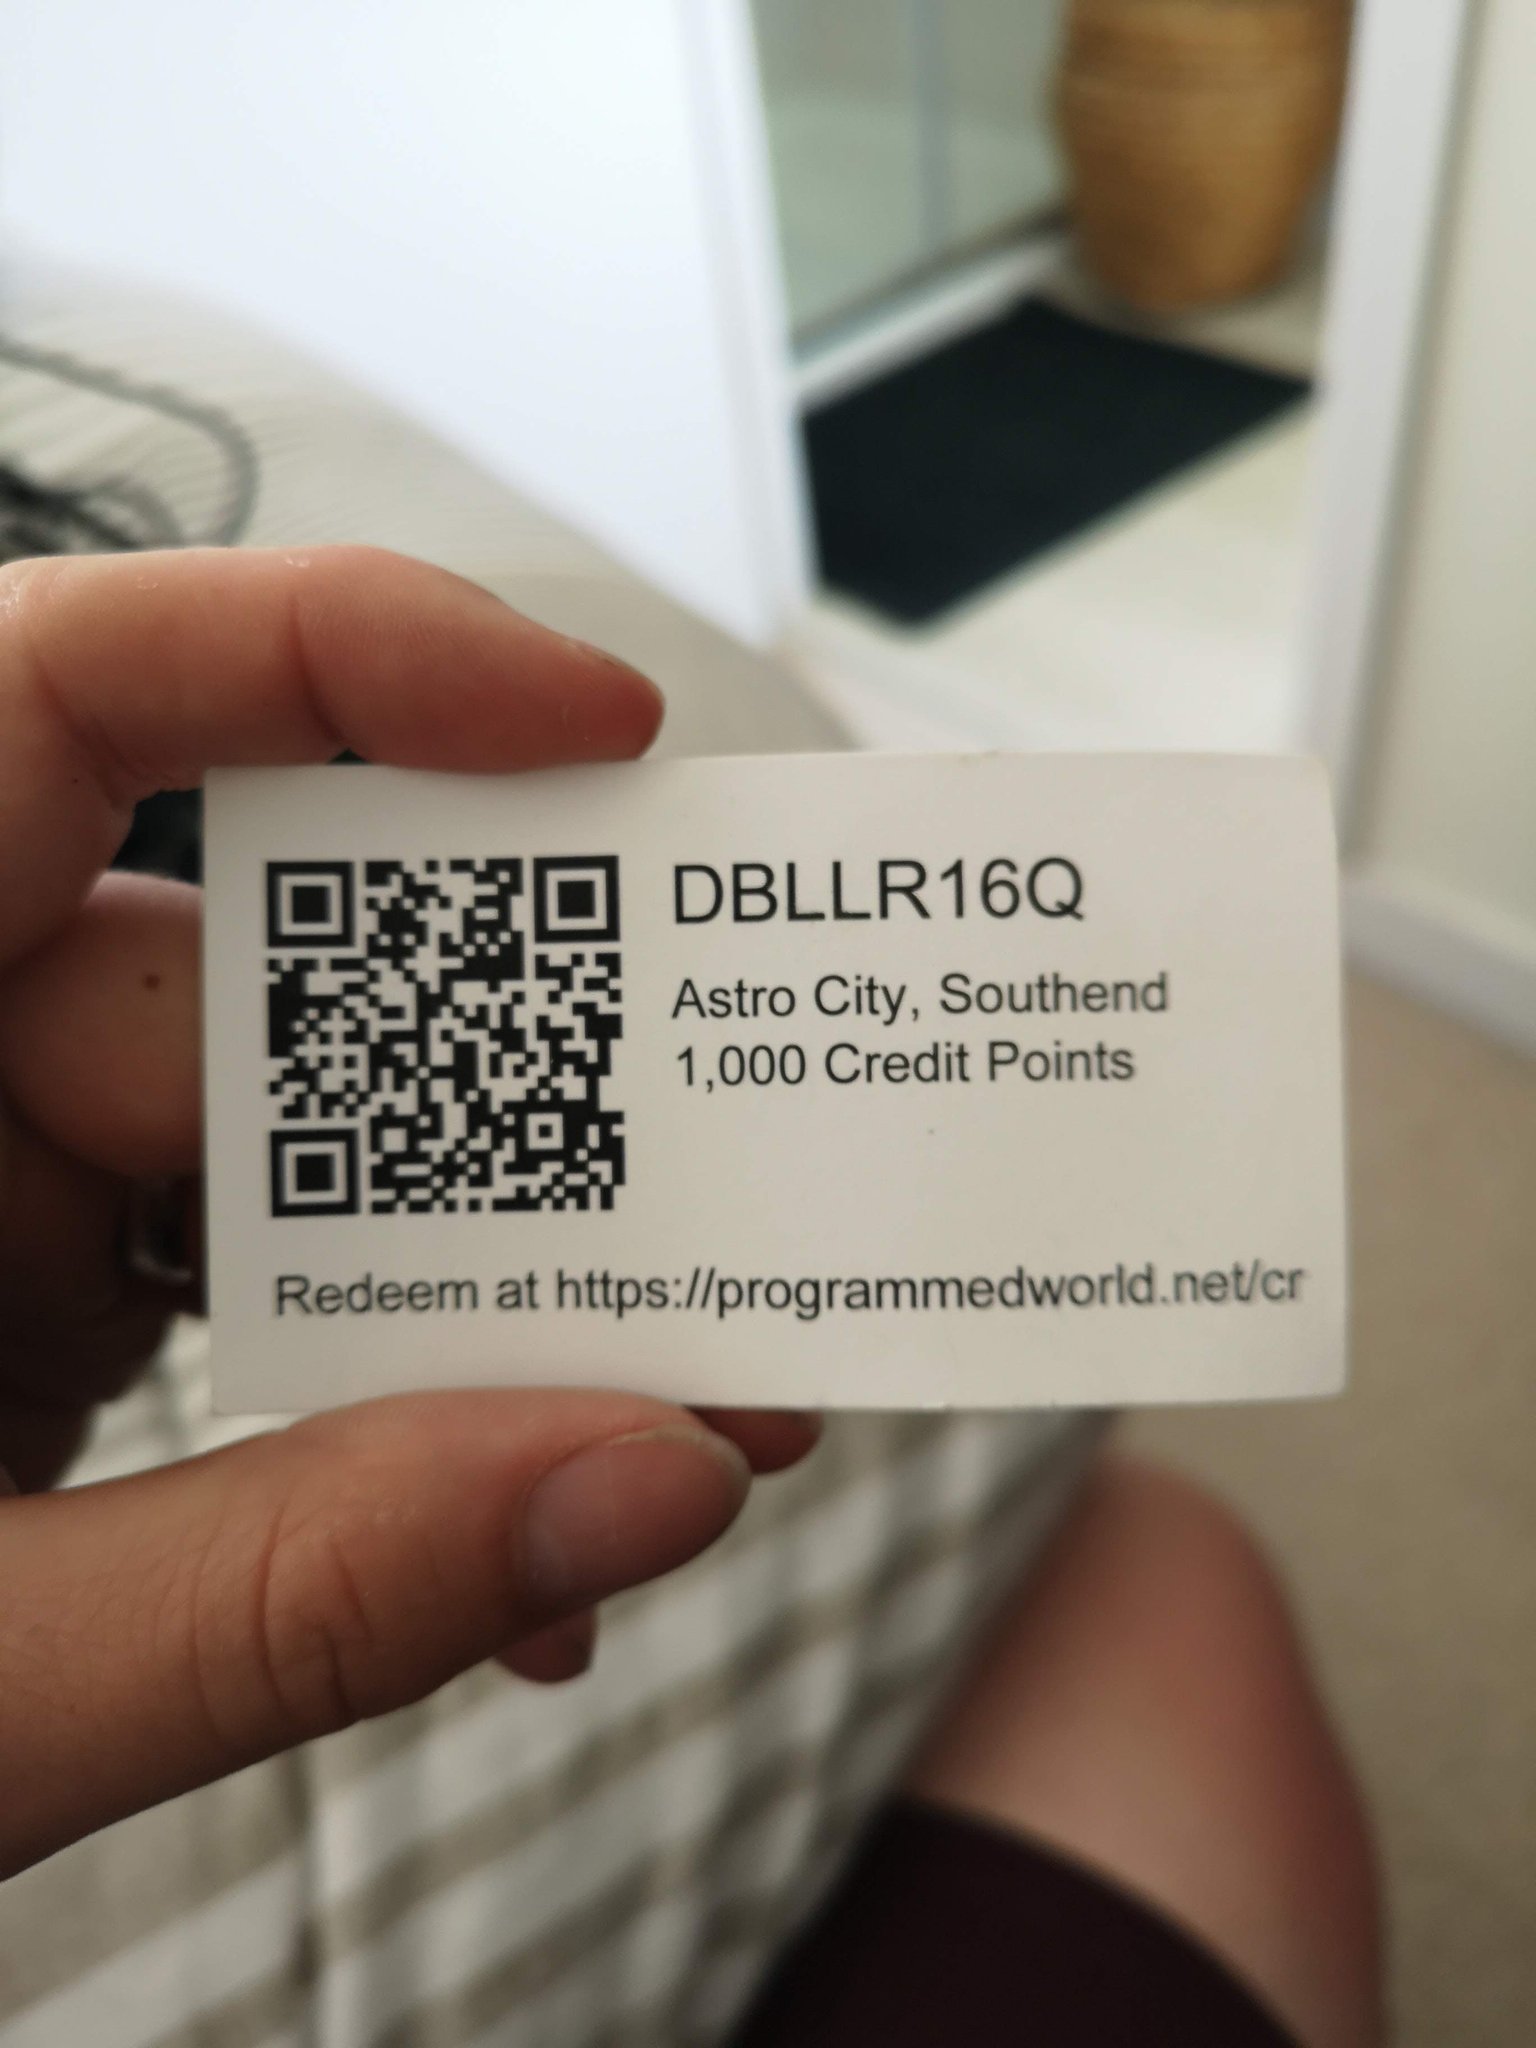 DBLLR16Q
Astro City, Southend
1,000 Credit Points
Redeem at https://programmedworld.net/cr